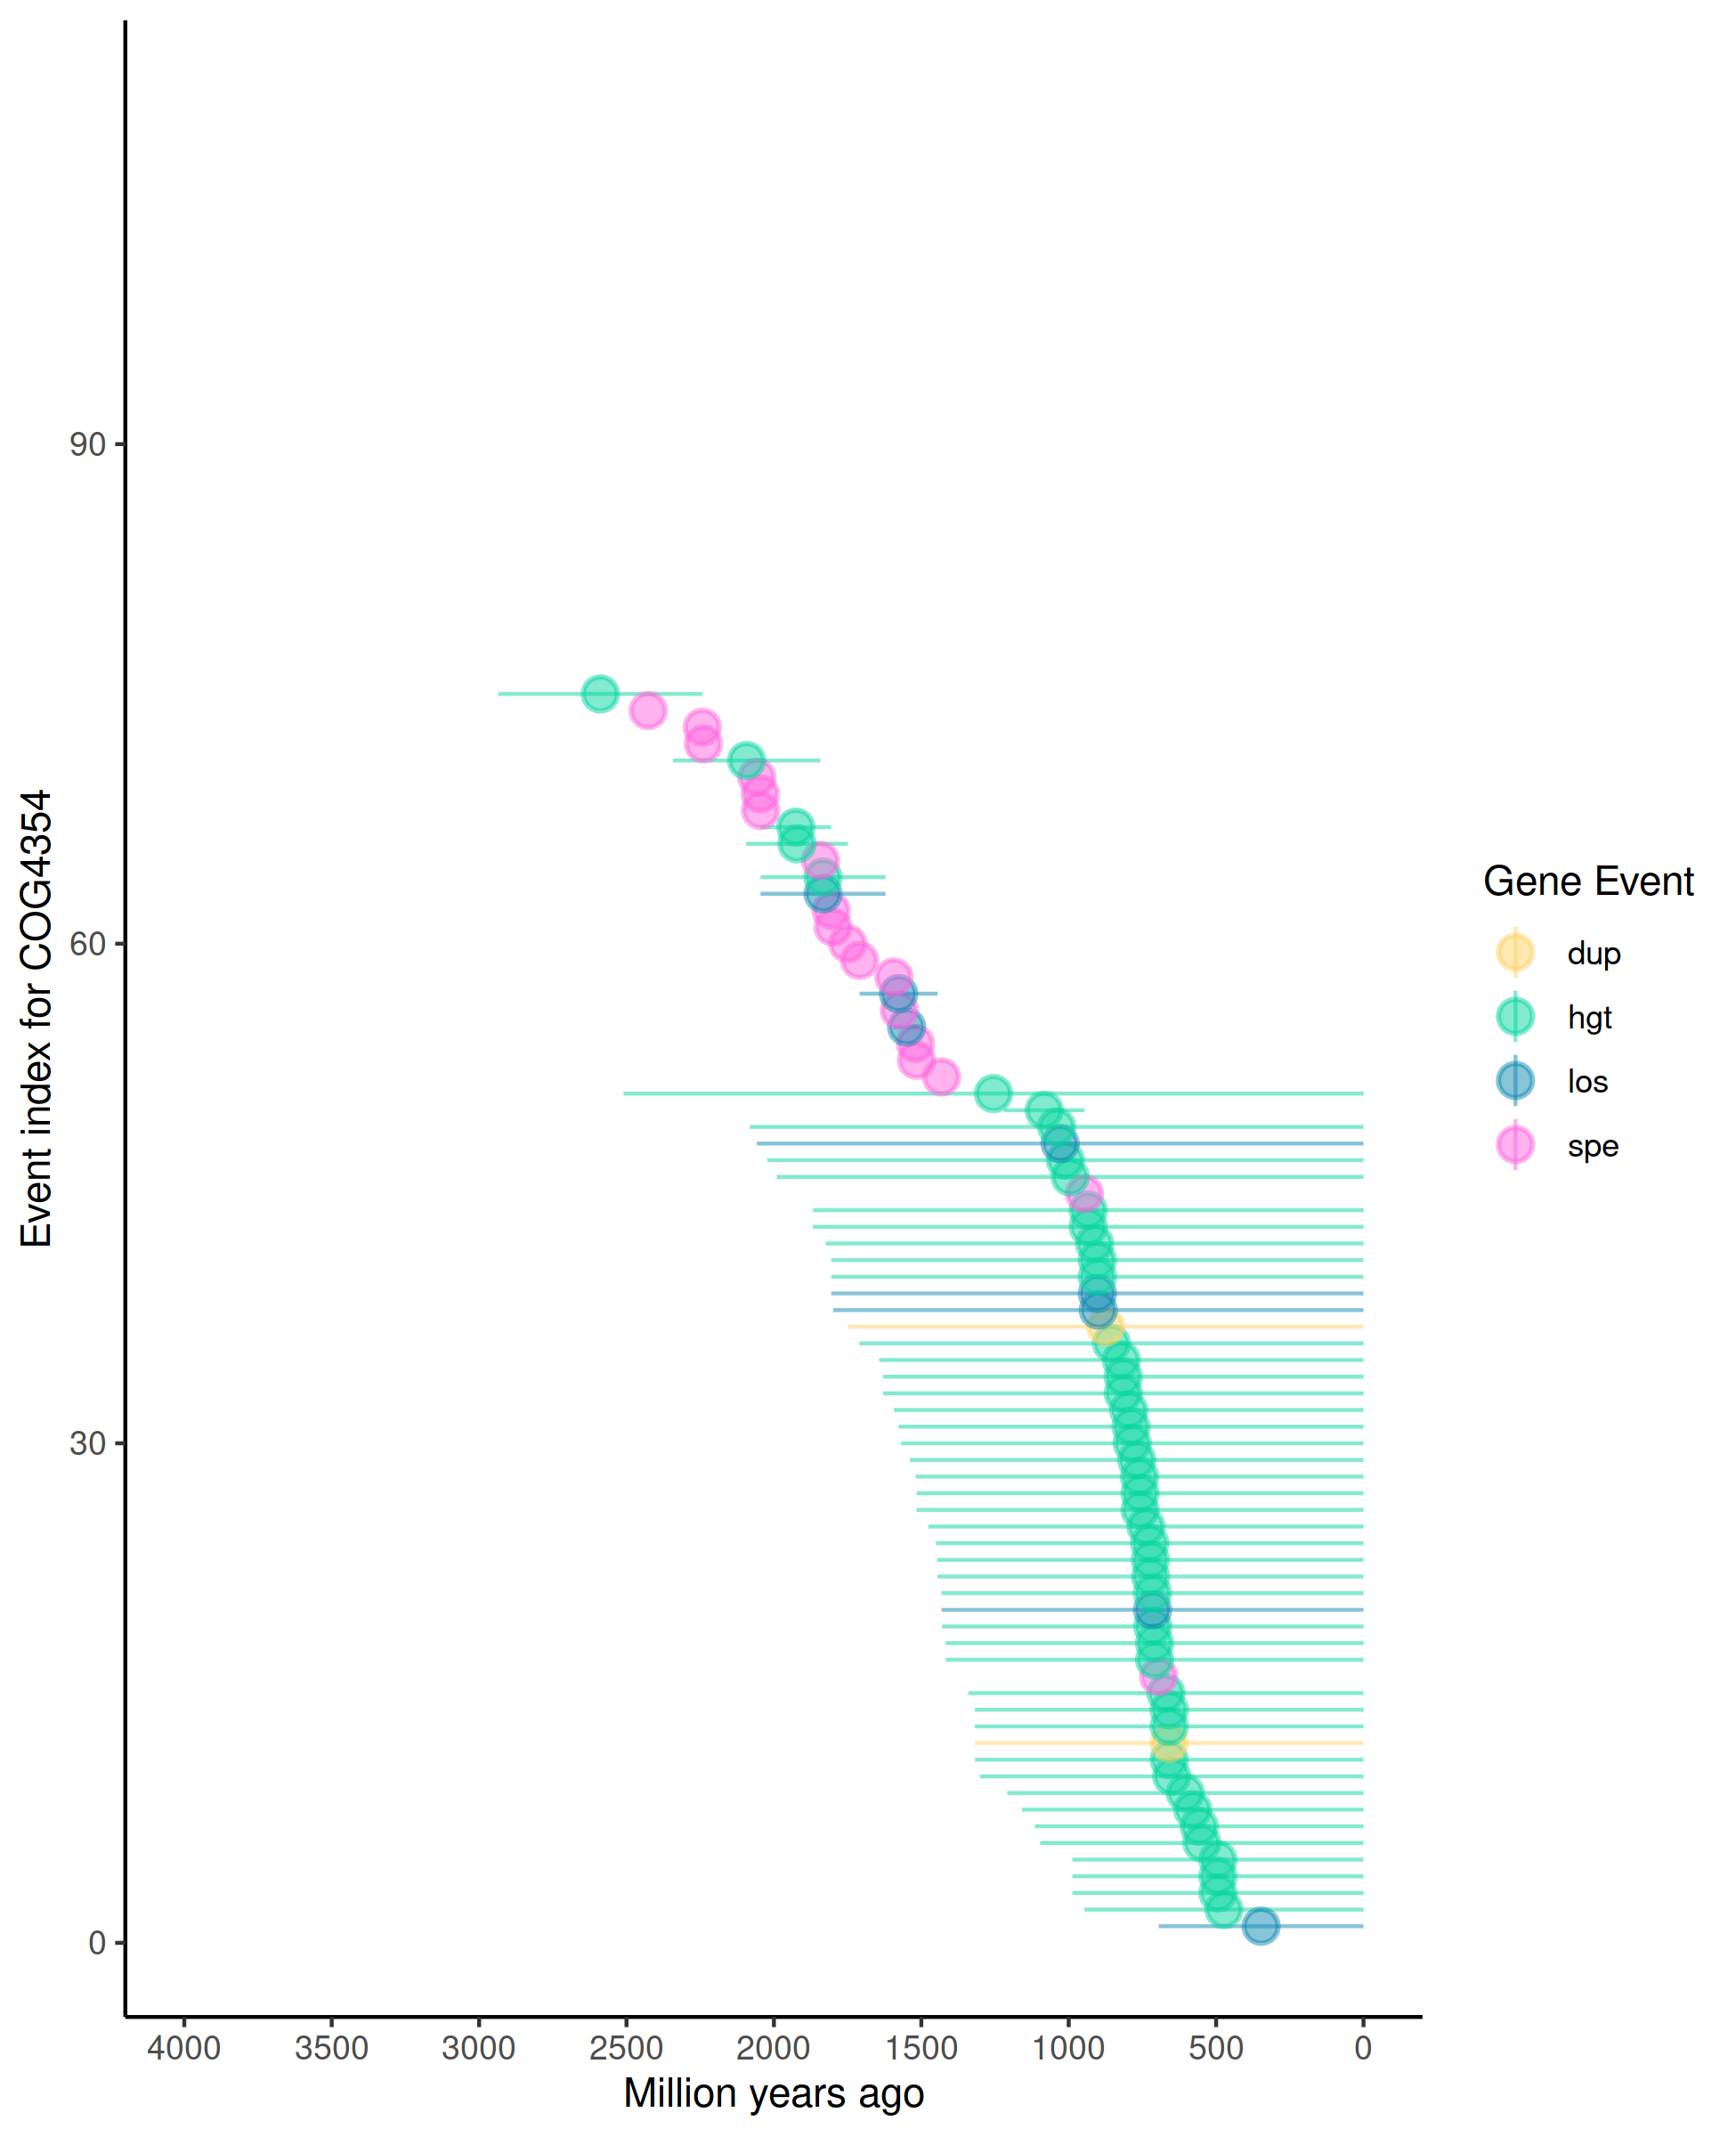 Event index for COG4354
90
60
30
0
4000 3500 3000 2500 2000 1500 1000 500 0
Million years ago
Gene Event
dup
hgt
los
spe